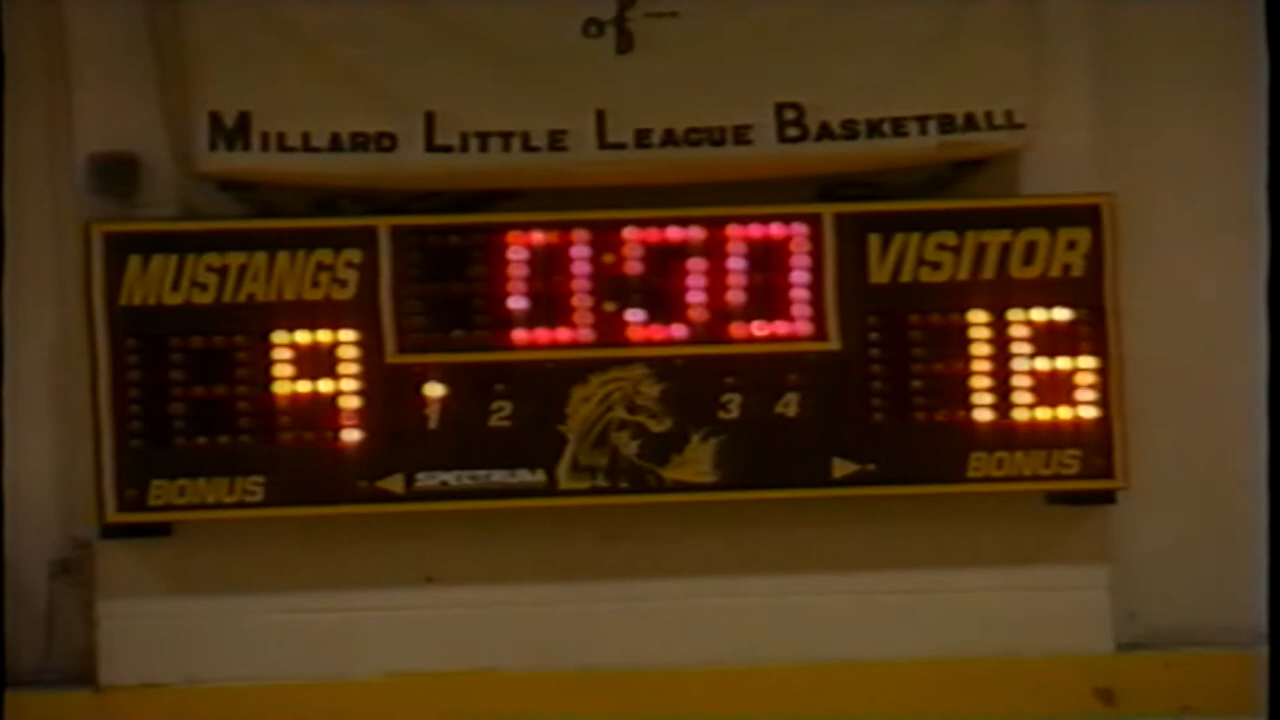 of
MILLARD LITTLE LEAGUE BASKETBALL
MUSTANGS 0:50 VISITOR
9 16
1 2 3 4
BONUS SPECTRUM BONUS